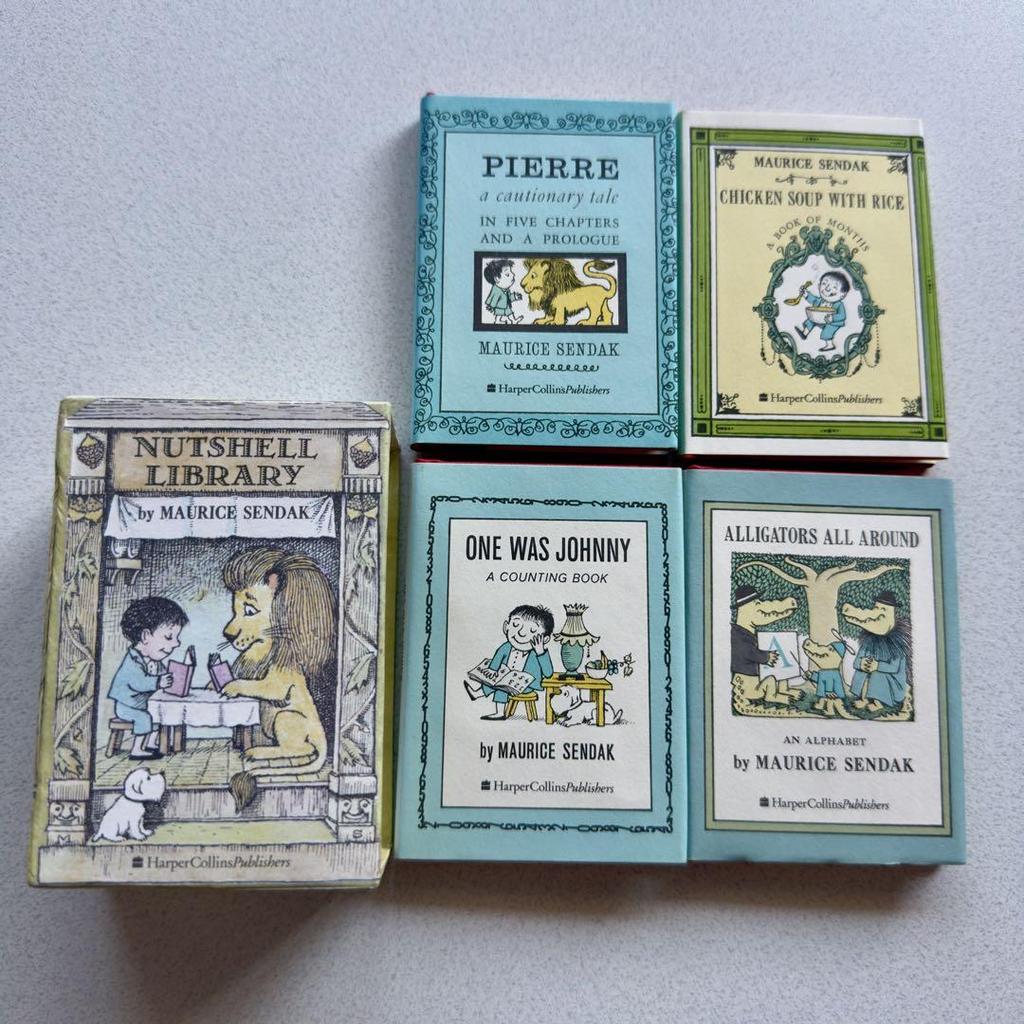 PIERRE
a cautionary tale
IN FIVE CHAPTERS
AND A PROLOGUE
MAURICE SENDAK
HarperCollinsPublishers
MAURICE SENDAK
CHICKEN SOUP WITH RICE
A BOOK OF MONTHS
HarperCollinsPublishers
NUTSHELL
LIBRARY
by MAURICE SENDAK
M
S
HarperCollinsPublishers
ONE WAS JOHNNY
A COUNTING BOOK
by MAURICE SENDAK
HarperCollinsPublishers
ALLIGATORS ALL AROUND
A
AN ALPHABET
by MAURICE SENDAK
HarperCollinsPublishers